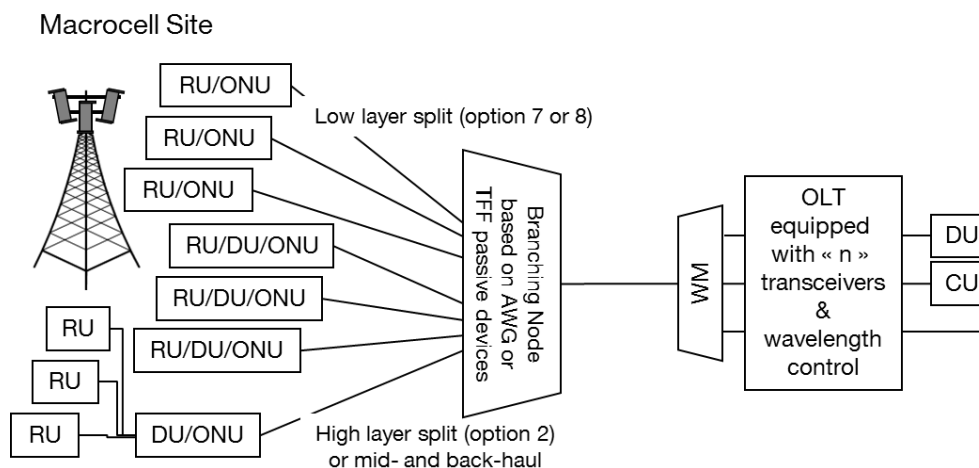 Macrocell Site
RU/ONU
Low layer split (option 7 or 8)
RU/ONU
RU/ONU
RU/DU/ONU
RU/DU/ONU
RU/DU/ONU
RU
RU
RU
DU/ONU
High layer split (option 2)
or mid- and back-haul
Branching Node
based on AWG or
TFF passive devices
WM
OLT
equipped
with « n »
transceivers
&
wavelength
control
DU
CU